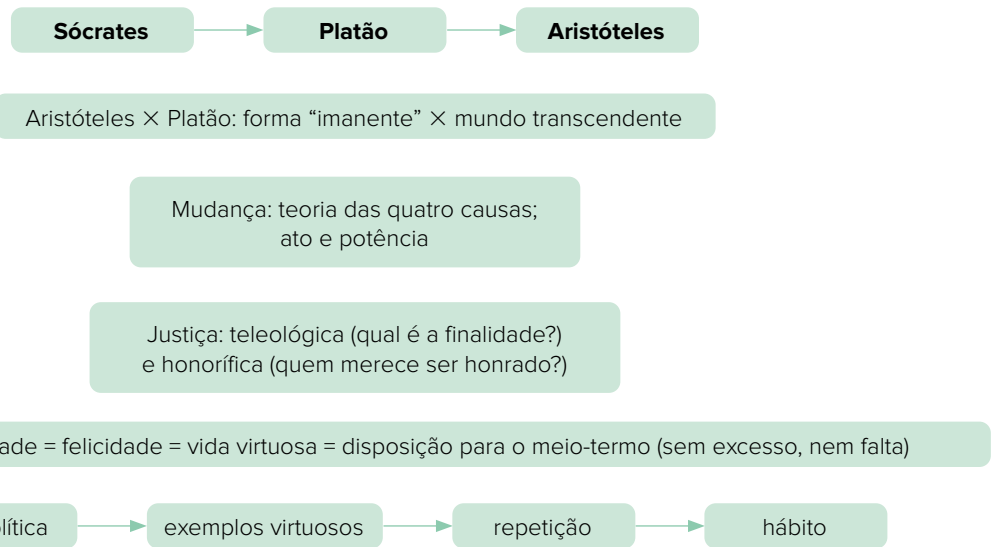 Sócrates Platão Aristóteles
Aristóteles × Platão: forma “imanente” × mundo transcendente
Mudança: teoria das quatro causas;
ato e potência
Justiça: teleológica (qual é a finalidade?)
e honorífica (quem merece ser honrado?)
ade = felicidade = vida virtuosa = disposição para o meio-termo (sem excesso, nem falta)
lítica exemplos virtuosos repetição hábito